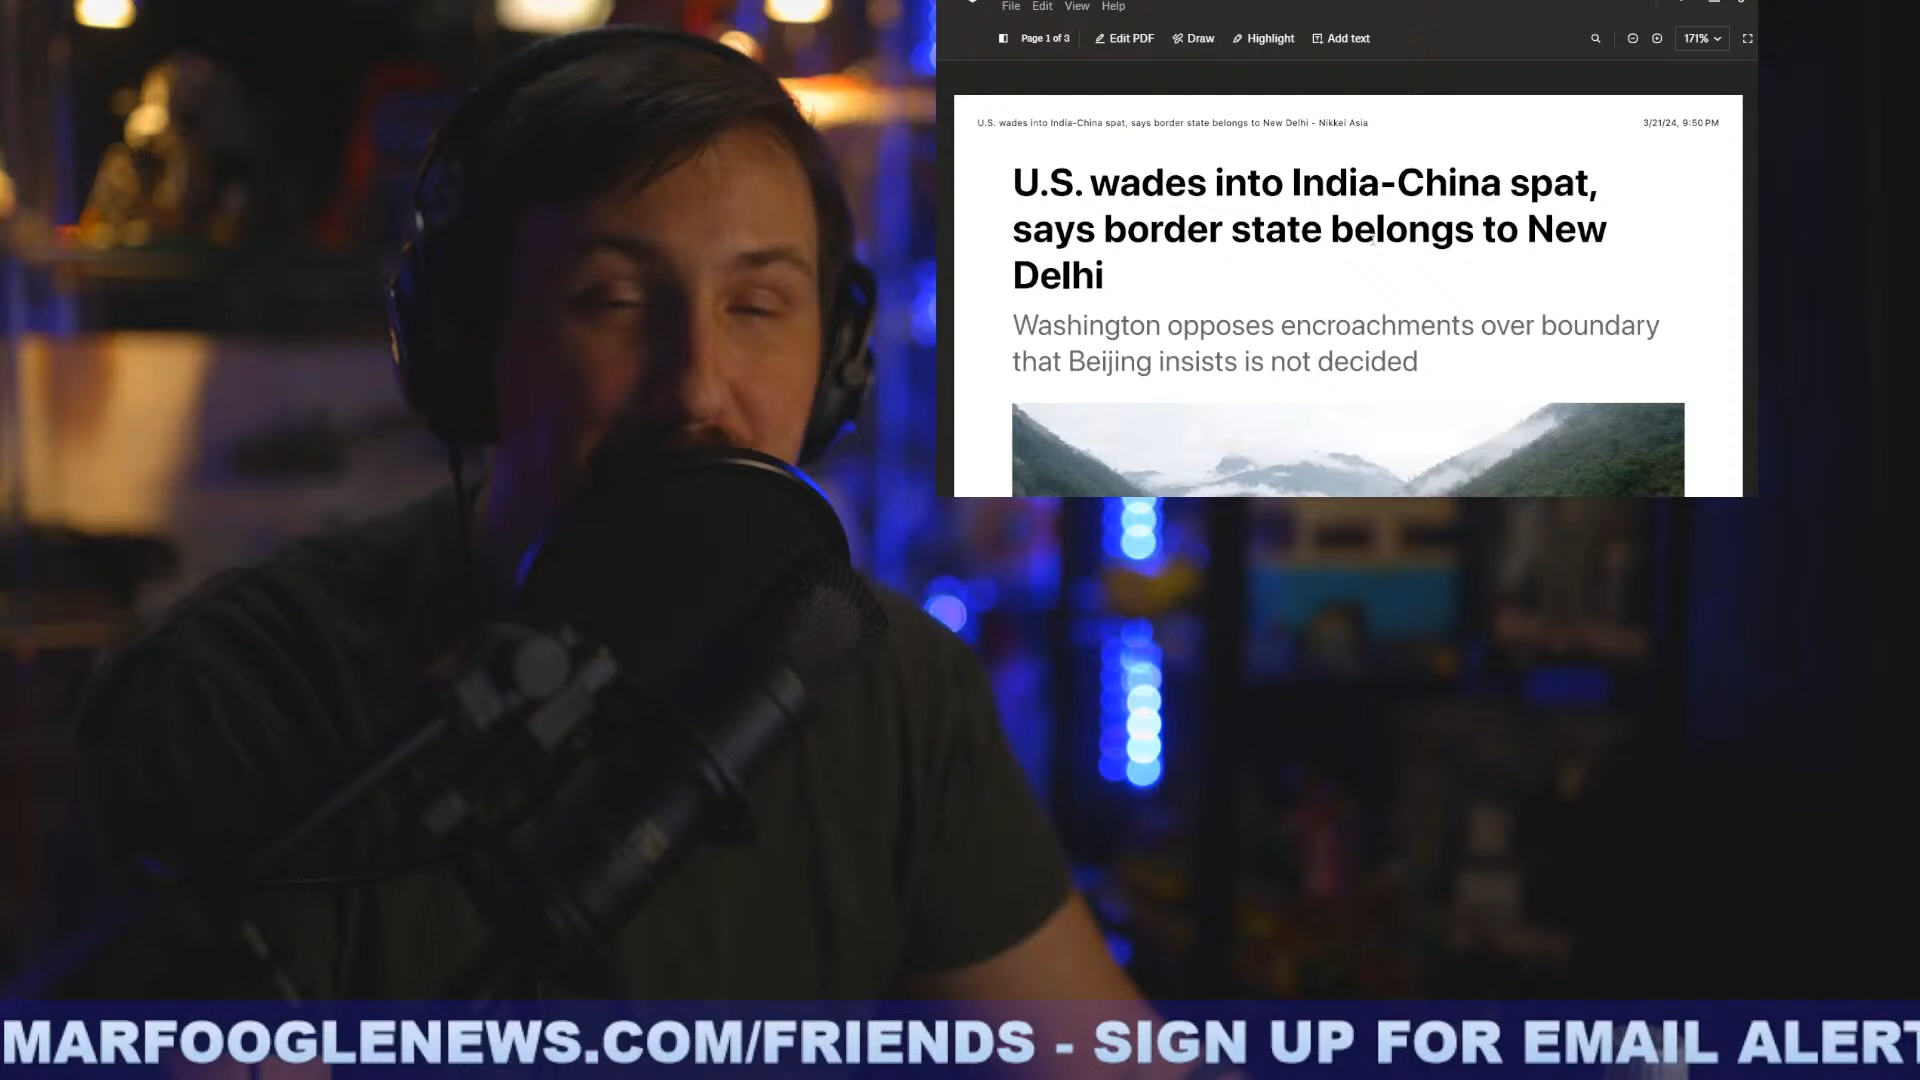 File Edit View Help
Page 1 of 3 Edit PDF Draw Highlight Add text 171%
U.S. wades into India-China spat, says border state belongs to New Delhi - Nikkei Asia 3/21/24, 9:50 PM
U.S. wades into India-China spat,
says border state belongs to New
Delhi
Washington opposes encroachments over boundary
that Beijing insists is not decided
MARFOOGLENEWS.COM/FRIENDS - SIGN UP FOR EMAIL ALERT